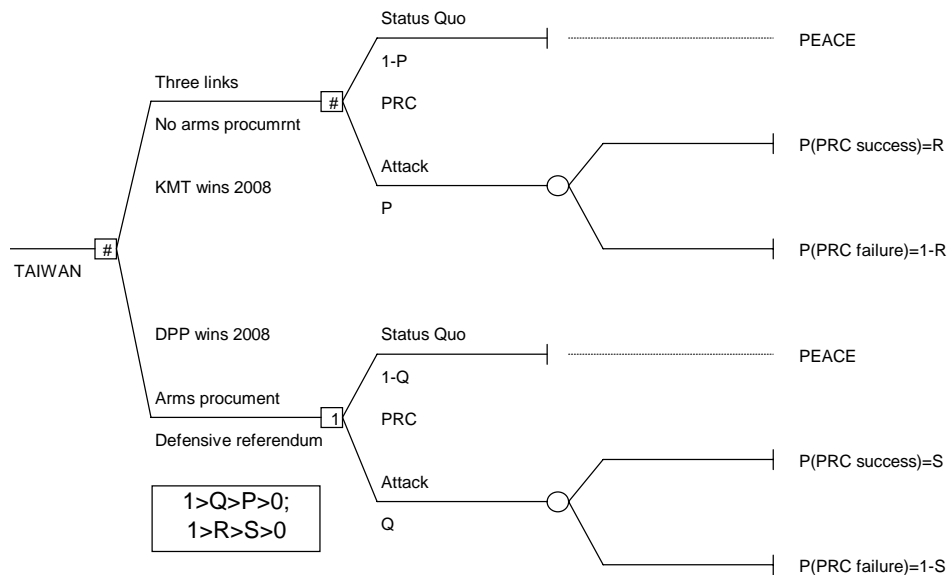 Status Quo
1-P
PEACE
Three links
#
PRC
No arms procumrnt
P(PRC success)=R
Attack
KMT wins 2008
P
#
P(PRC failure)=1-R
TAIWAN
DPP wins 2008
Status Quo
1-Q
PEACE
Arms procument
1
PRC
Defensive referendum
P(PRC success)=S
Attack
1>Q>P>0;
1>R>S>0
Q
P(PRC failure)=1-S